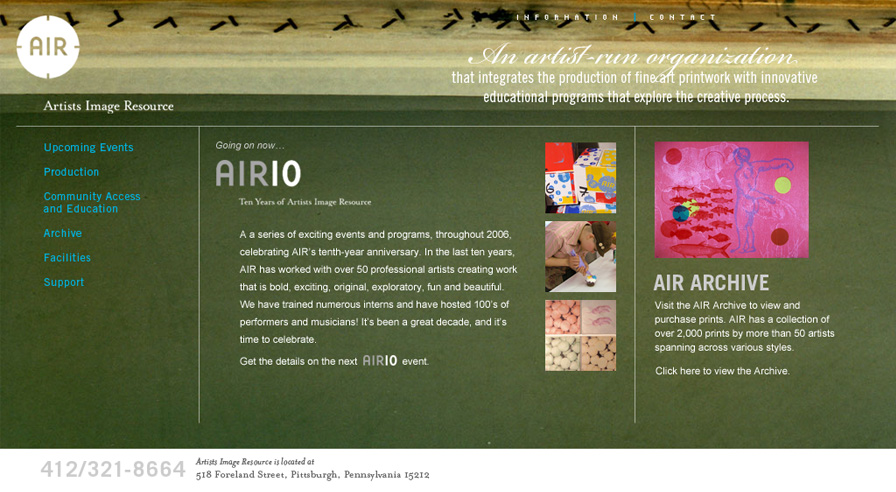 INFORMATION | CONTACT
AIR
An artist-run organization
that integrates the production of fine art printwork with innovative
educational programs that explore the creative process.
Artists Image Resource
Upcoming Events
Production
Community Access
and Education
Archive
Facilities
Support
Going on now...
AIR10
Ten Years of Artists Image Resource
A a series of exciting events and programs, throughout 2006,
celebrating AIR's tenth-year anniversary. In the last ten years,
AIR has worked with over 50 professional artists creating work
that is bold, exciting, original, exploratory, fun and beautiful.
We have trained numerous interns and have hosted 100's of
performers and musicians! It's been a great decade, and it's
time to celebrate.
Get the details on the next AIR10 event.
AIR ARCHIVE
Visit the AIR Archive to view and
purchase prints. AIR has a collection of
over 2,000 prints by more than 50 artists
spanning across various styles.
Click here to view the Archive.
412/321-8664
Artists Image Resource is located at
518 Foreland Street, Pittsburgh, Pennsylvania 15212